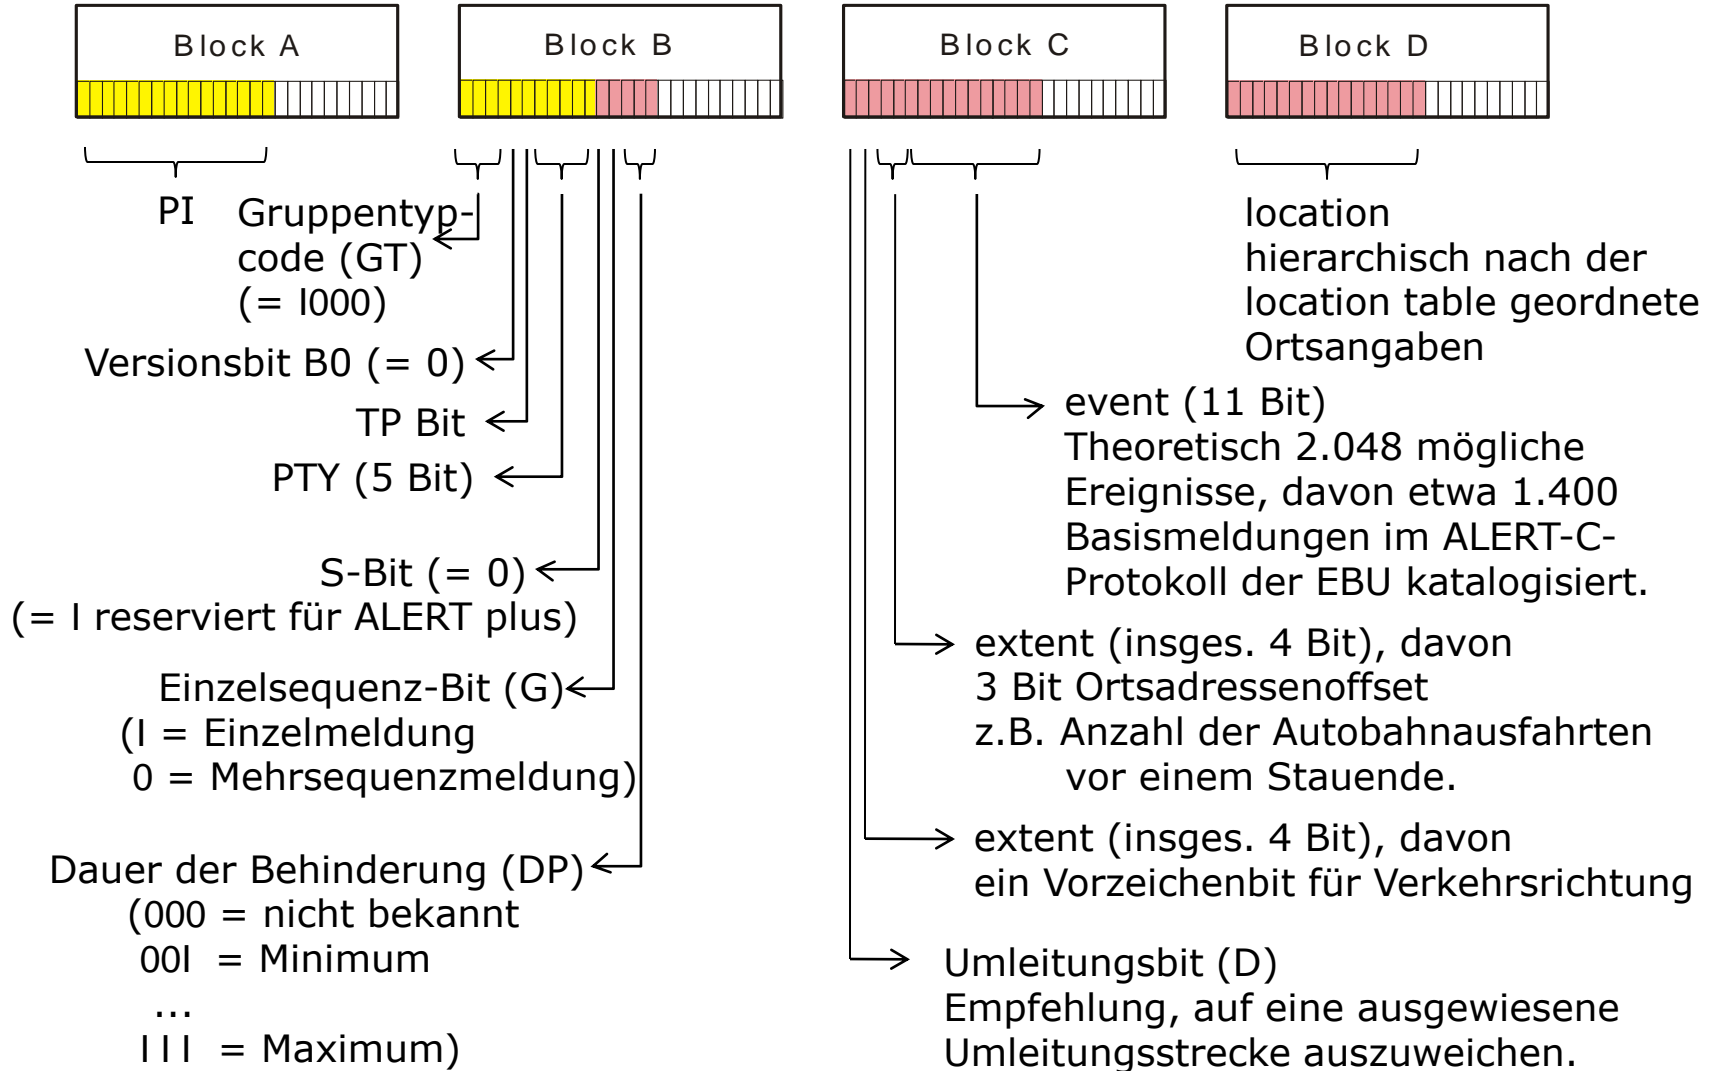 Block A
Block B
Block C
Block D
PI
Gruppentyp-
code (GT)
(= I000)
Versionsbit B0 (= 0)
TP Bit
PTY (5 Bit)
S-Bit (= 0)
(= I reserviert für ALERT plus)
Einzelsequenz-Bit (G)
(I = Einzelmeldung
0 = Mehrsequenzmeldung)
Dauer der Behinderung (DP)
(000 = nicht bekannt
00I = Minimum
...
III = Maximum)
location
hierarchisch nach der
location table geordnete
Ortsangaben
event (11 Bit)
Theoretisch 2.048 mögliche
Ereignisse, davon etwa 1.400
Basismeldungen im ALERT-C-
Protokoll der EBU katalogisiert.
extent (insges. 4 Bit), davon
3 Bit Ortsadressenoffset
z.B. Anzahl der Autobahnausfahrten
vor einem Stauende.
extent (insges. 4 Bit), davon
ein Vorzeichenbit für Verkehrsrichtung
Umleitungsbit (D)
Empfehlung, auf eine ausgewiesene
Umleitungsstrecke auszuweichen.